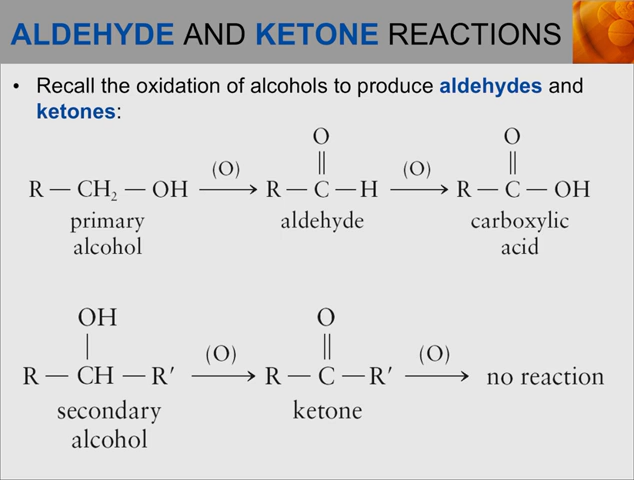 ALDEHYDE AND KETONE REACTIONS
• Recall the oxidation of alcohols to produce aldehydes and
ketones:
O O
(O) || (O) ||
R — CH₂ — OH ⟶ R — C — H ⟶ R — C — OH
primary aldehyde carboxylic
alcohol acid
OH O
| (O) || (O)
R — CH — R′ ⟶ R — C — R′ ⟶ no reaction
secondary ketone
alcohol